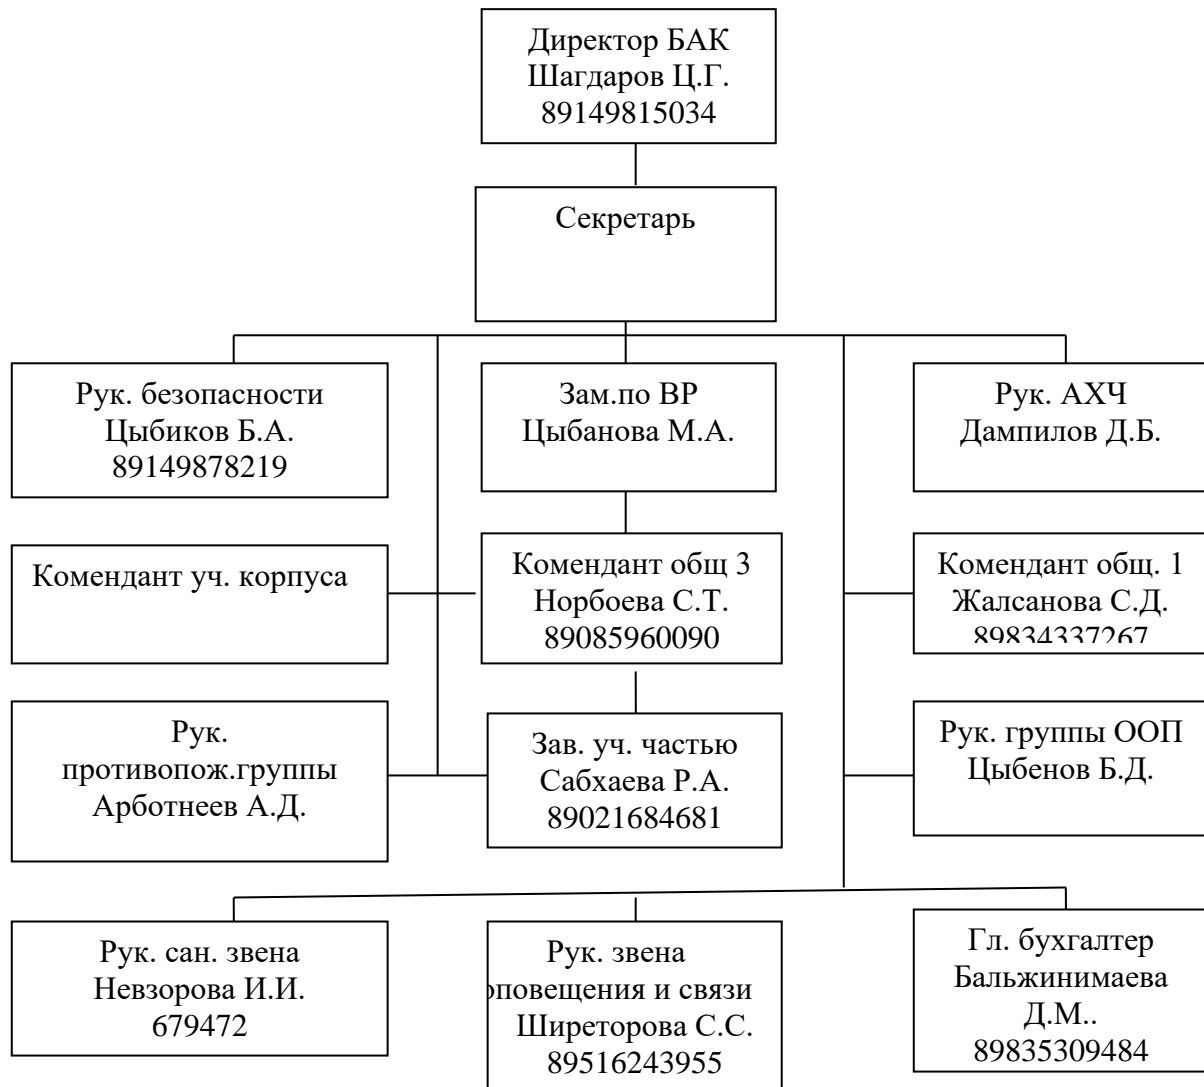 Директор БАК
Шагдаров Ц.Г.
89149815034
Секретарь
Рук. безопасности
Цыбиков Б.А.
89149878219
Зам.по ВР
Цыбанова М.А.
Рук. АХЧ
Дампилов Д.Б.
Комендант уч. корпуса
Комендант общ 3
Норбоева С.Т.
89085960090
Комендант общ. 1
Жалсанова С.Д.
89834337267
Рук.
противопож.группы
Арботнеев А.Д.
Зав. уч. частью
Сабхаева Р.А.
89021684681
Рук. группы ООП
Цыбенов Б.Д.
Рук. сан. звена
Невзорова И.И.
679472
Рук. звена
оповещения и связи
Ширеторова С.С.
89516243955
Гл. бухгалтер
Бальжинимаева
Д.М..
89835309484